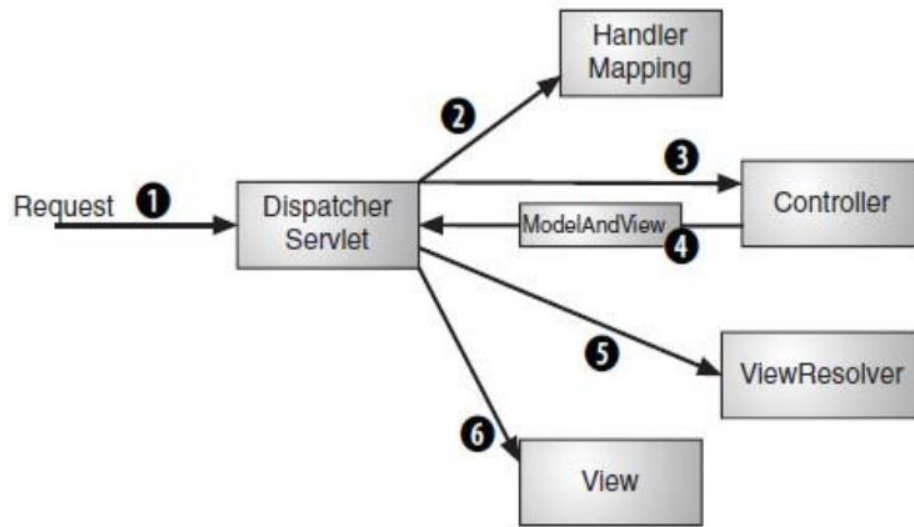 Handler
Mapping
2
3
Request 1
Dispatcher
Servlet
Controller
ModelAndView
4
5
ViewResolver
6
View